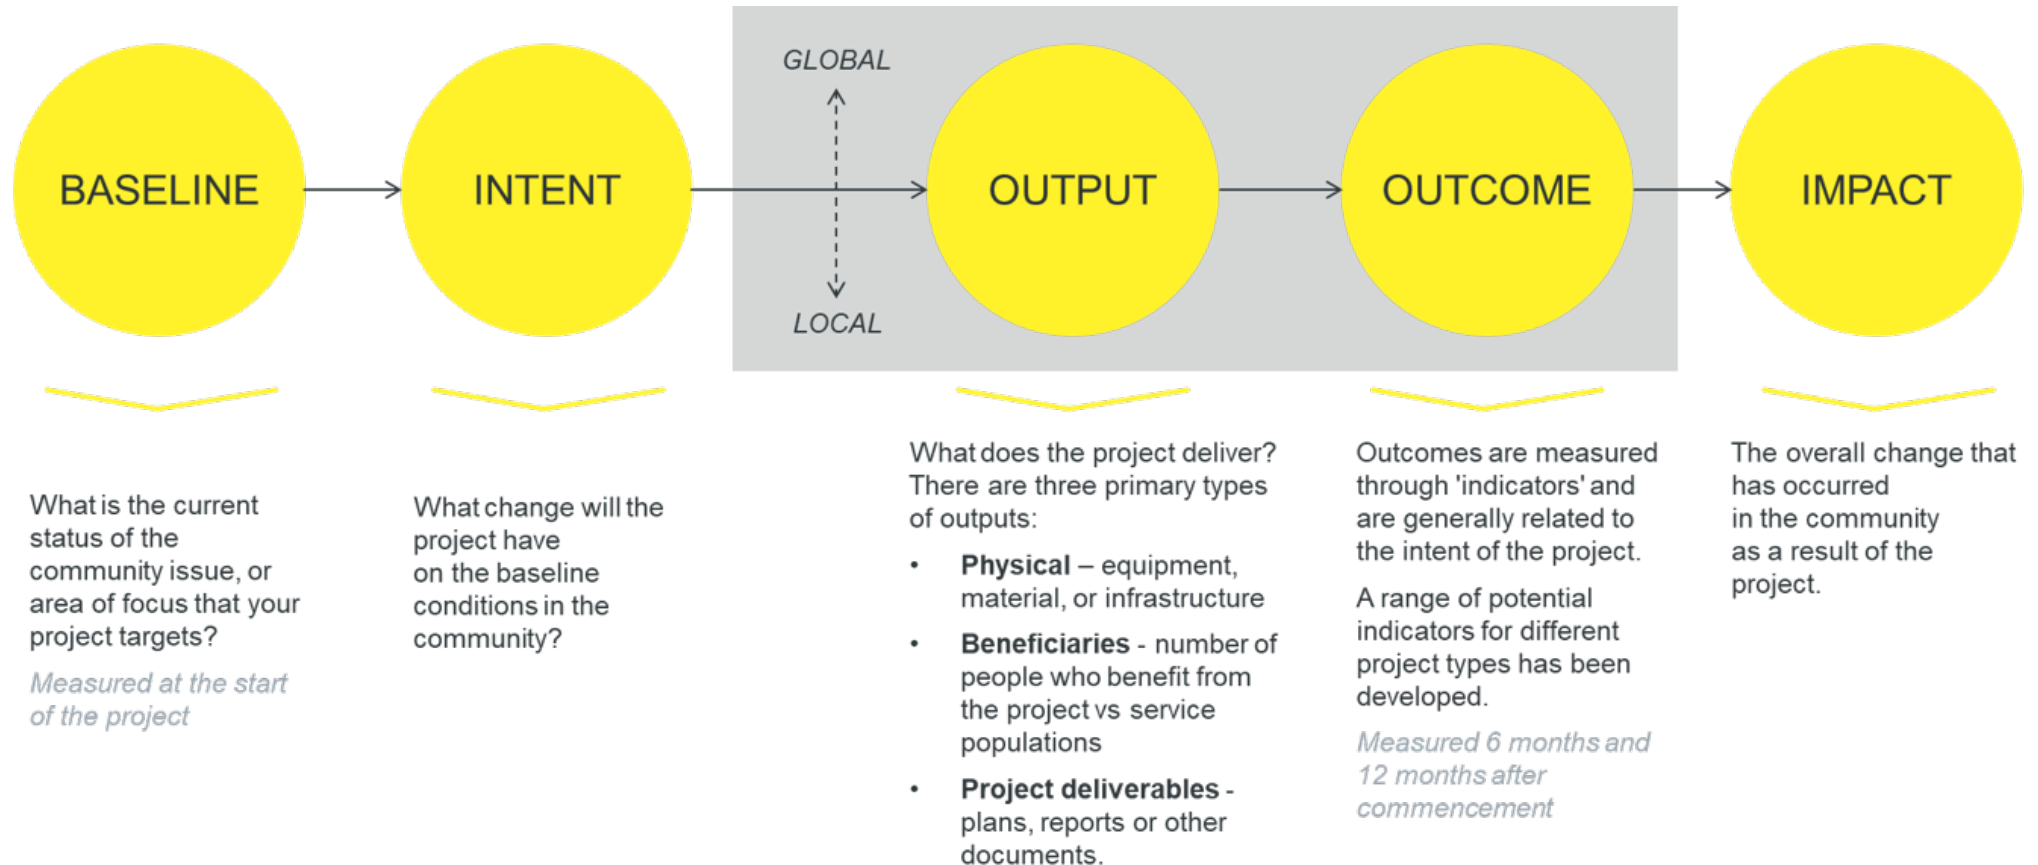 GLOBAL
BASELINE
INTENT
OUTPUT
OUTCOME
IMPACT
LOCAL
What is the current
status of the
community issue, or
area of focus that your
project targets?
Measured at the start
of the project
What change will the
project have
on the baseline
conditions in the
community?
What does the project deliver?
There are three primary types
of outputs:
• Physical – equipment,
material, or infrastructure
• Beneficiaries - number of
people who benefit from
the project vs service
populations
• Project deliverables -
plans, reports or other
documents.
Outcomes are measured
through 'indicators' and
are generally related to
the intent of the project.
A range of potential
indicators for different
project types has been
developed.
Measured 6 months and
12 months after
commencement
The overall change that
has occurred
in the community
as a result of the
project.